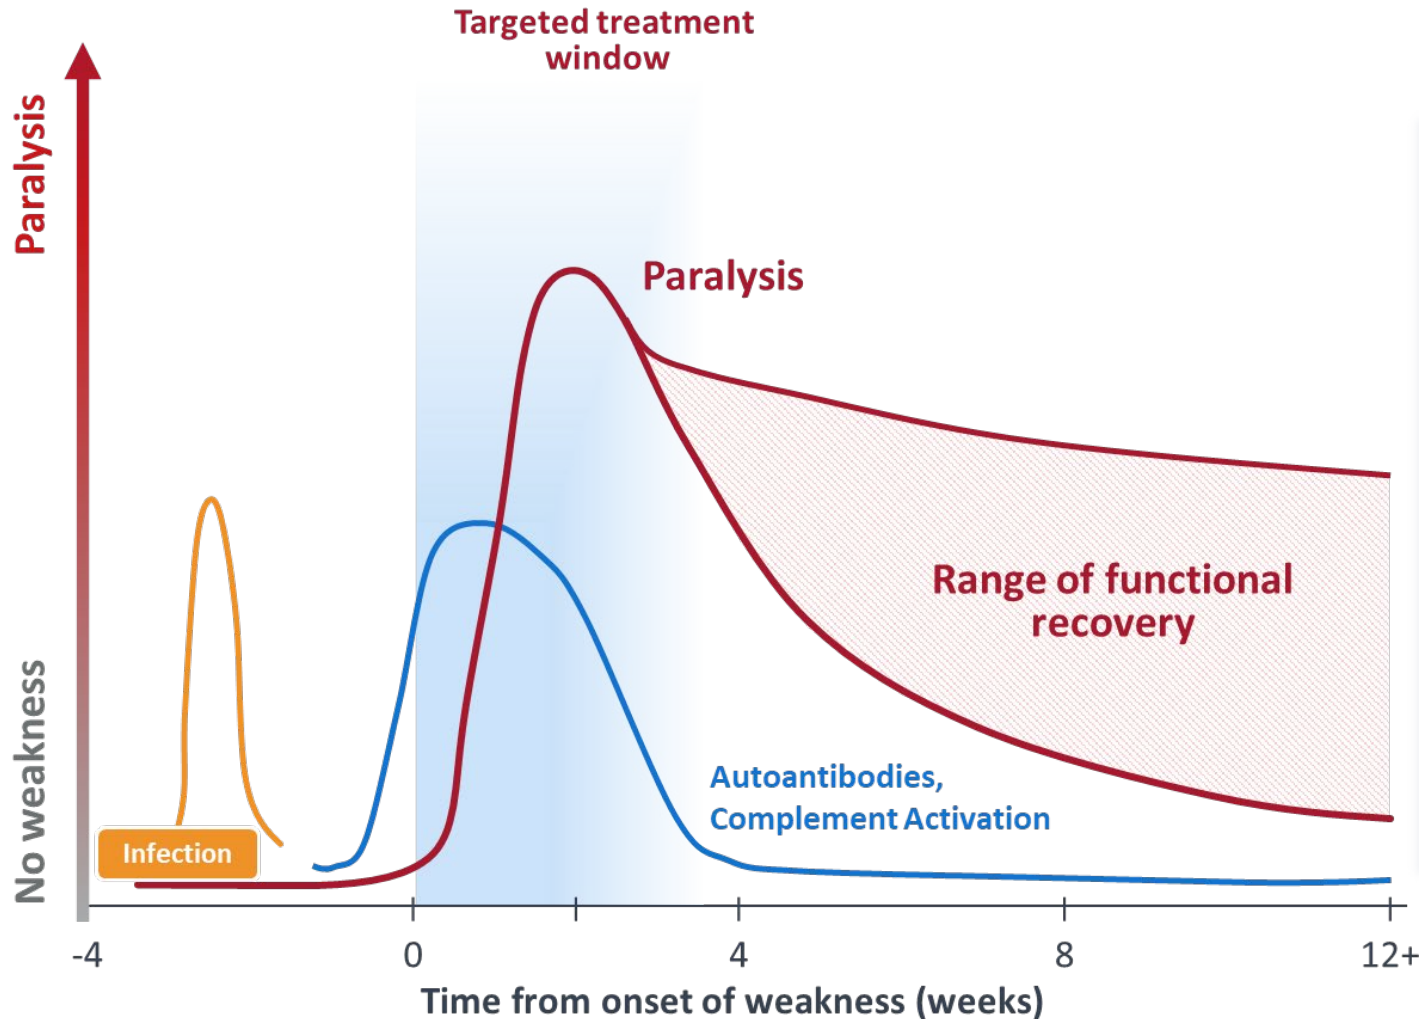 Targeted treatment
window
Paralysis
No weakness
Paralysis
Range of functional
recovery
Autoantibodies,
Complement Activation
Infection
-4
0
4
8
12+
Time from onset of weakness (weeks)